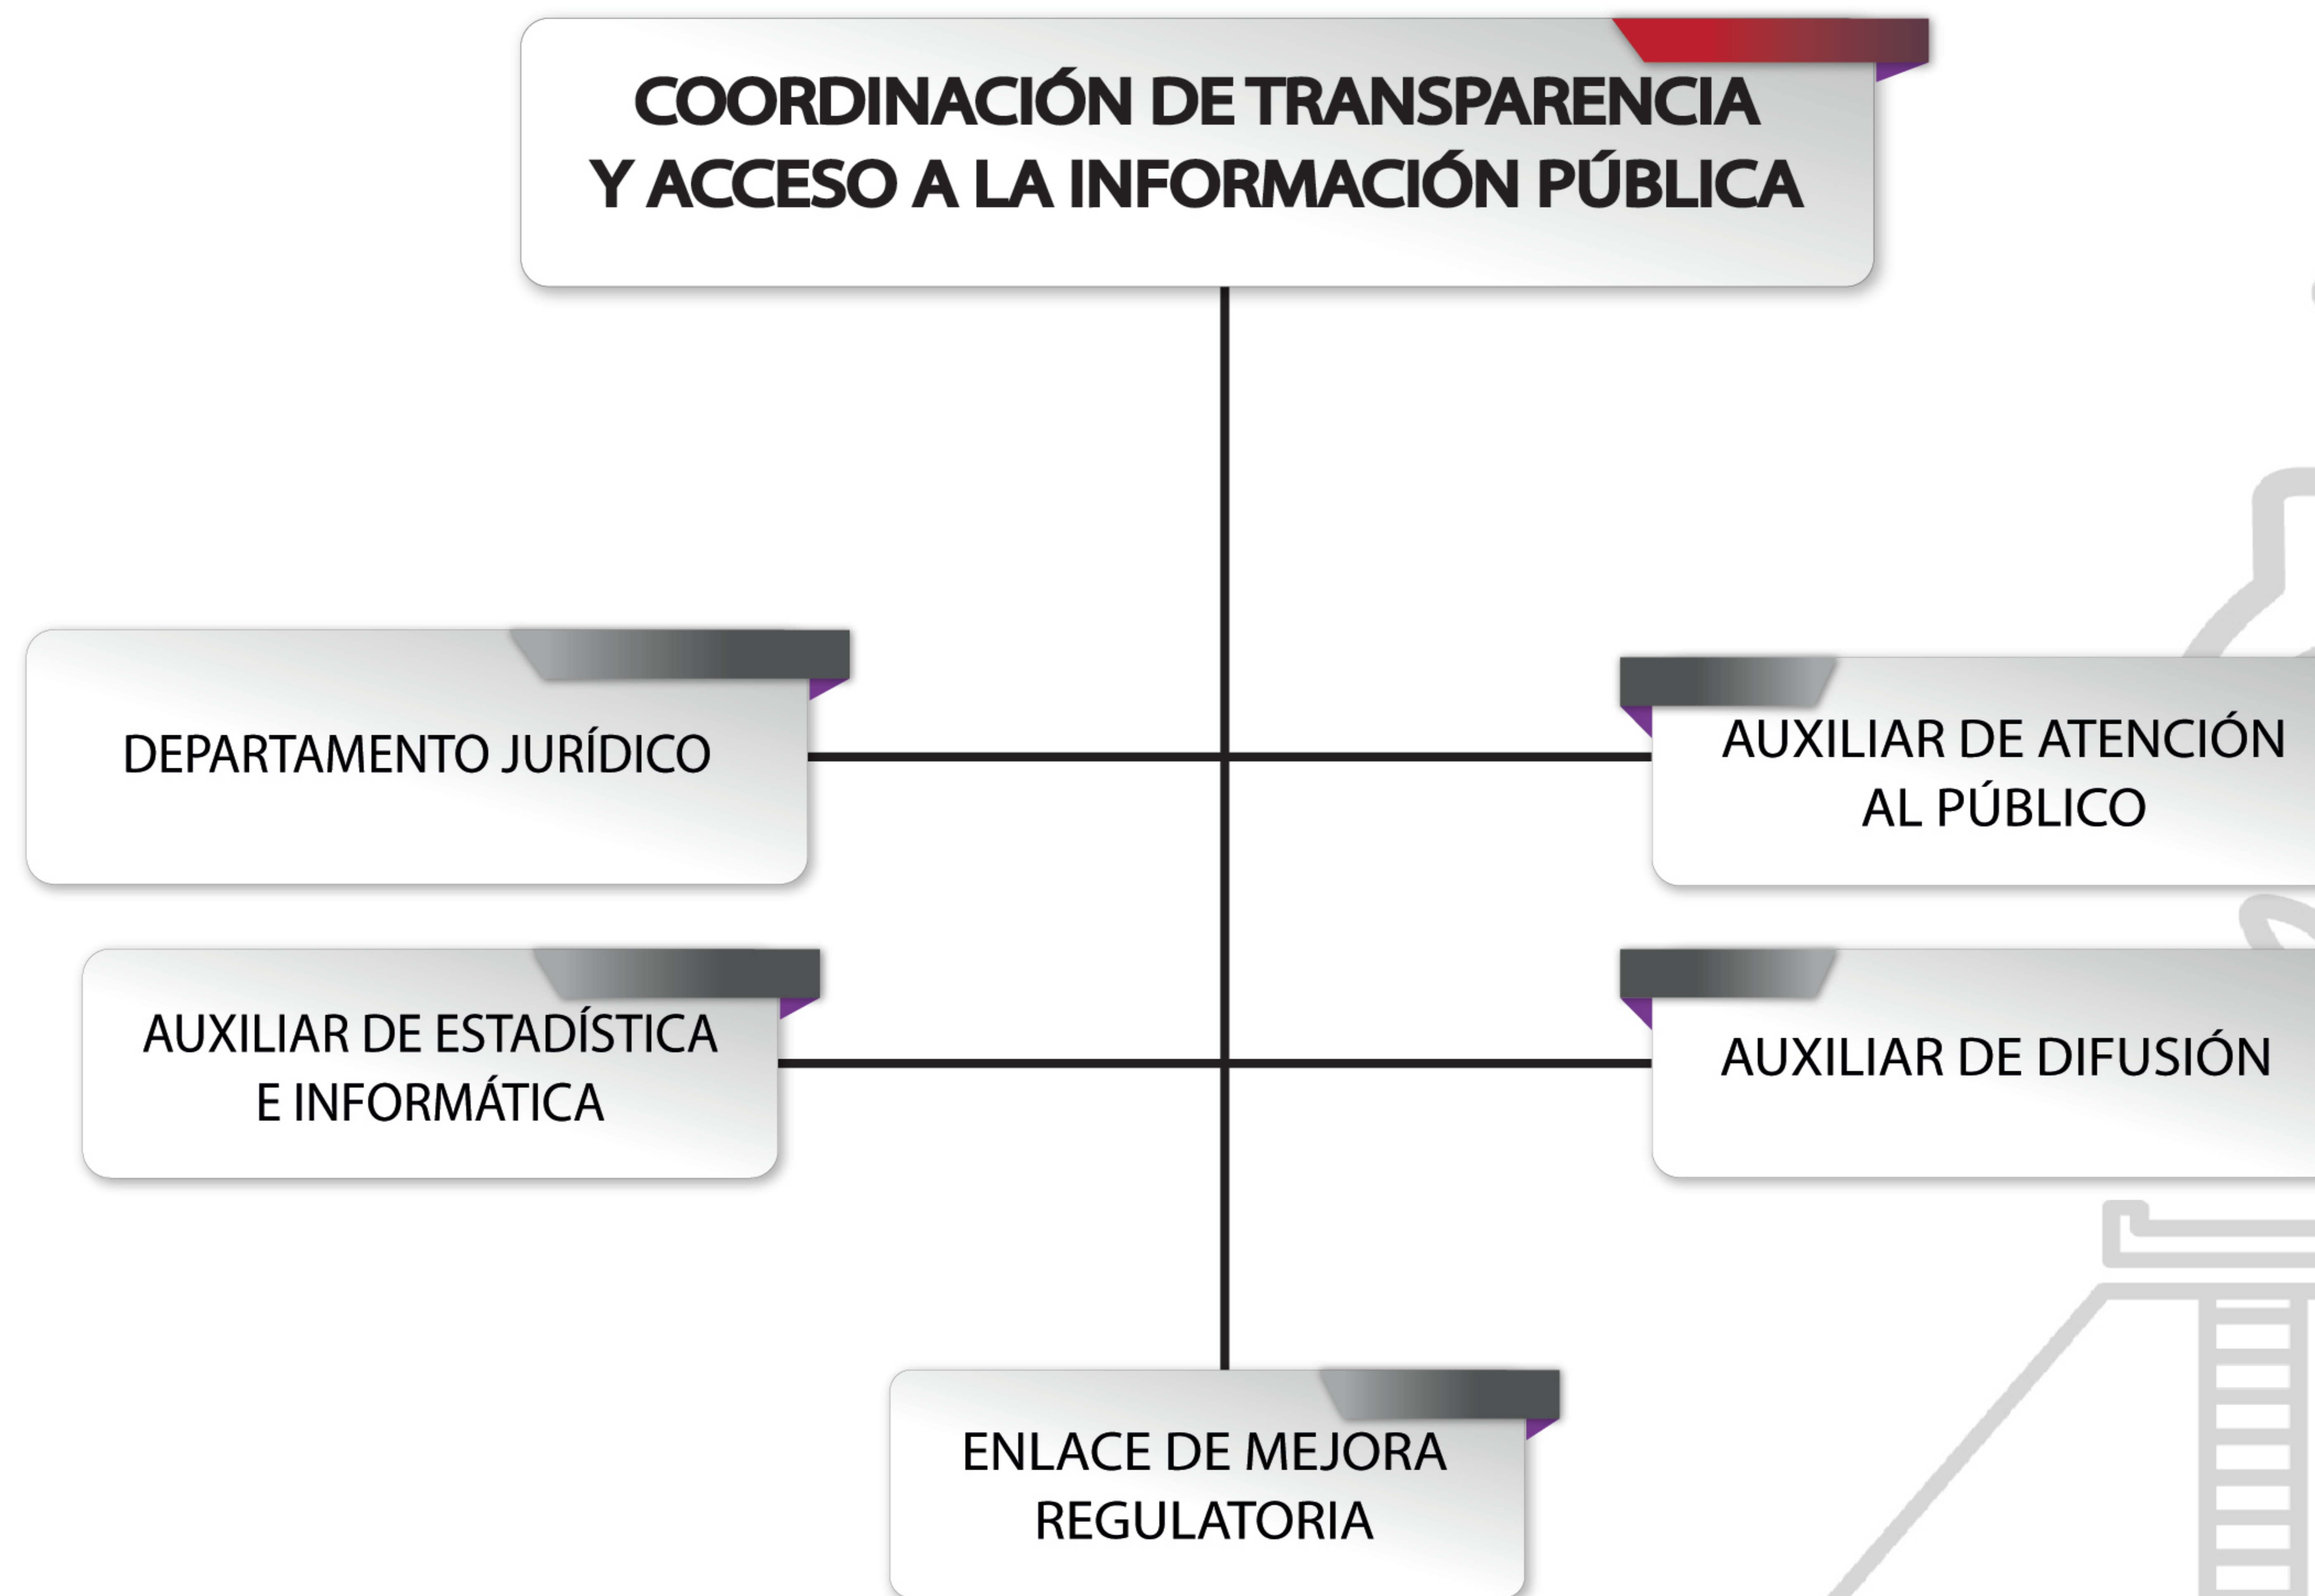 COORDINACIÓN DE TRANSPARENCIA
Y ACCESO A LA INFORMACIÓN PÚBLICA
DEPARTAMENTO JURÍDICO
AUXILIAR DE ATENCIÓN
AL PÚBLICO
AUXILIAR DE ESTADÍSTICA
E INFORMÁTICA
AUXILIAR DE DIFUSIÓN
ENLACE DE MEJORA
REGULATORIA